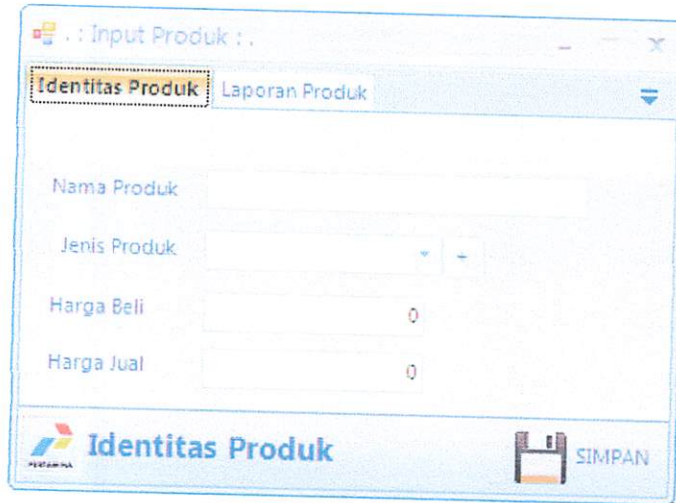 . : Input Produk : .
Identitas Produk Laporan Produk
Nama Produk
Jenis Produk
Harga Beli 0
Harga Jual 0
PERTAMINA Identitas Produk SIMPAN